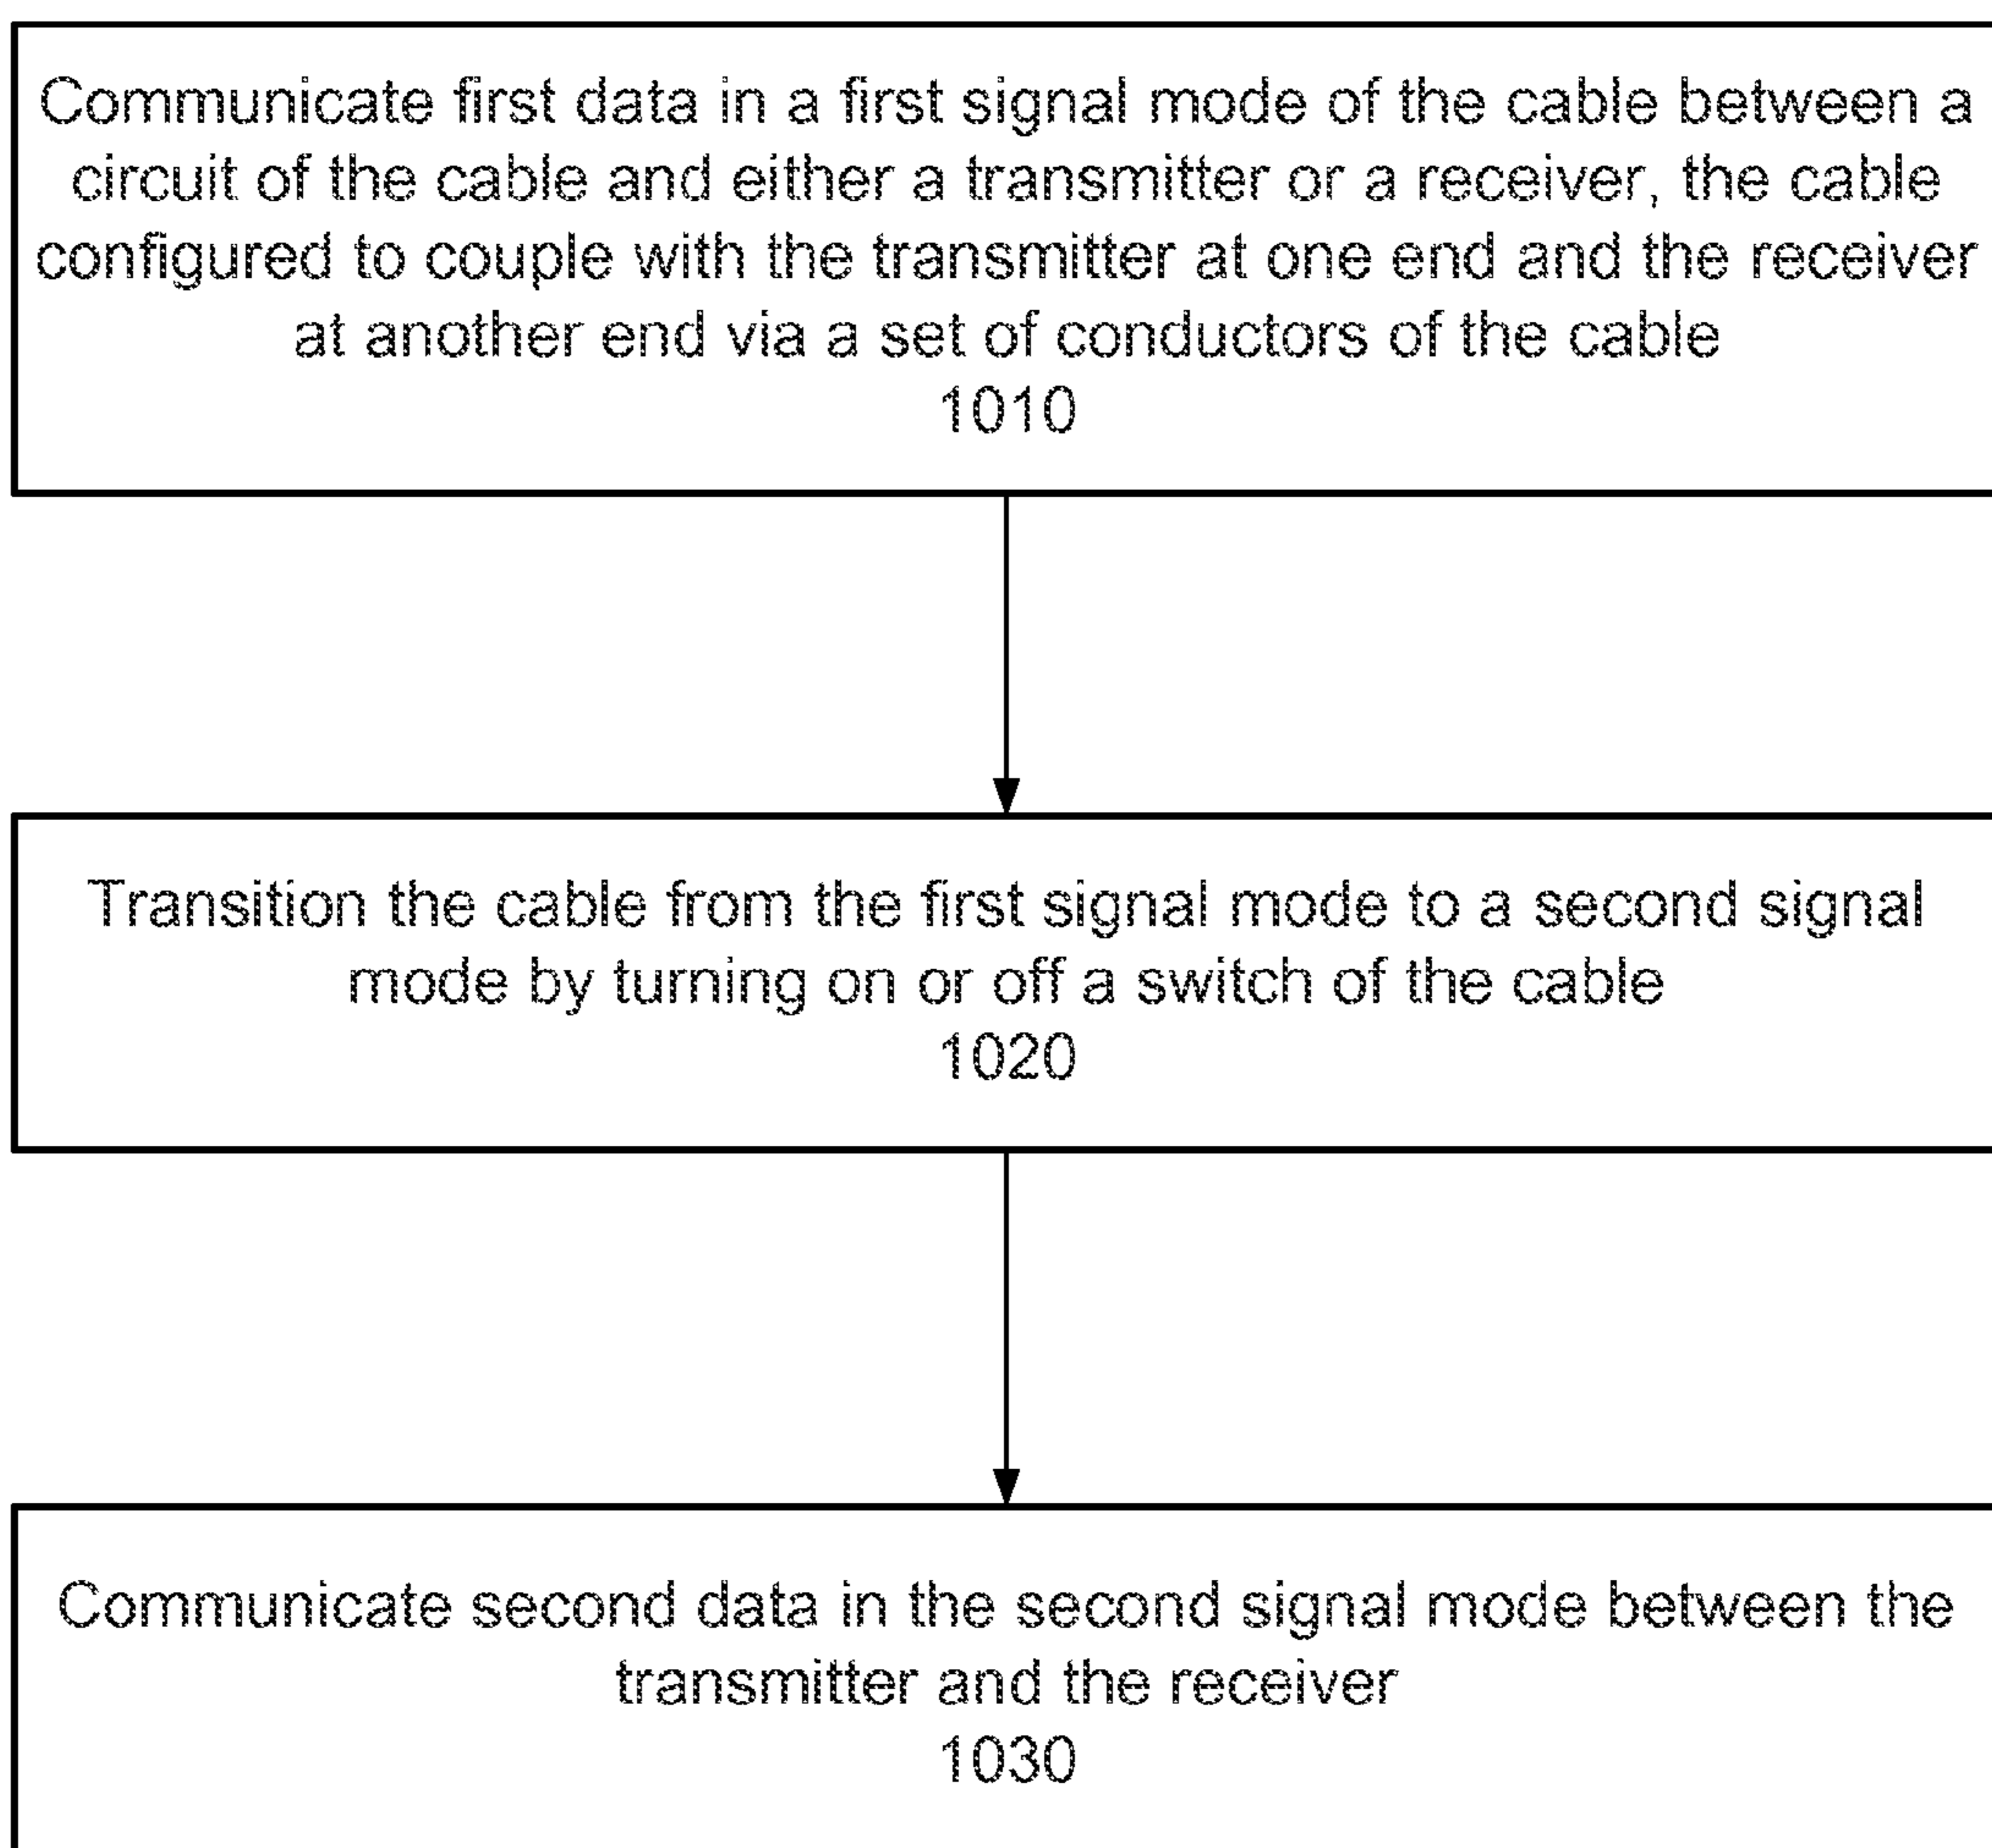 Communicate first data in a first signal mode of the cable between a
circuit of the cable and either a transmitter or a receiver, the cable
configured to couple with the transmitter at one end and the receiver
at another end via a set of conductors of the cable
1010
Transition the cable from the first signal mode to a second signal
mode by turning on or off a switch of the cable
1020
Communicate second data in the second signal mode between the
transmitter and the receiver
1030